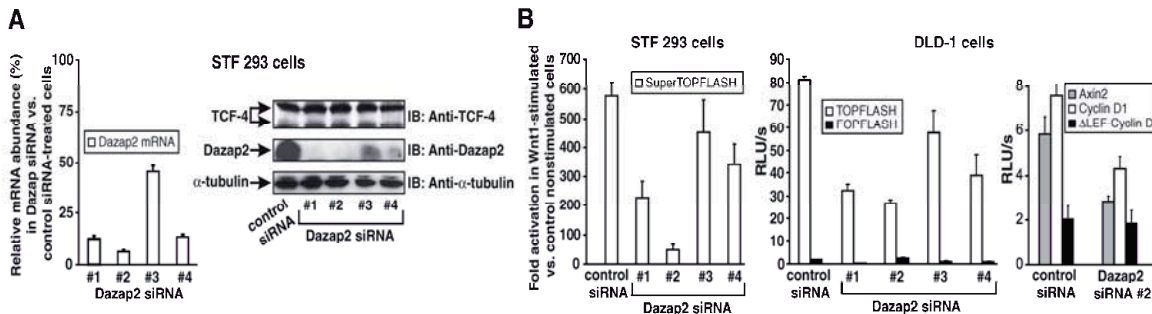 A
Relative mRNA abundance (%)
in Dazap siRNA vs.
control siRNA-treated cells
100
75
50
25
0
Dazap2 mRNA
#1 #2 #3 #4
Dazap2 siRNA
STF 293 cells
TCF-4
Dazap2
α-tubulin
IB: Anti-TCF-4
IB: Anti-Dazap2
IB: Anti-α-tubulin
control
siRNA
#1 #2 #3 #4
Dazap2 siRNA
B
STF 293 cells
Fold activation in Wnt1-stimulated
vs. control nonstimulated cells
700
600
500
400
300
200
100
0
SuperTOPFLASH
control
siRNA
#1 #2 #3 #4
Dazap2 siRNA
DLD-1 cells
RLU/s
90
80
70
60
50
40
30
20
10
0
TOPFLASH
FOPFLASH
control
siRNA
#1 #2 #3 #4
Dazap2 siRNA
RLU/s
8
6
4
2
0
Axin2
Cyclin D1
ΔLEF Cyclin D
control
siRNA
Dazap2
siRNA #2